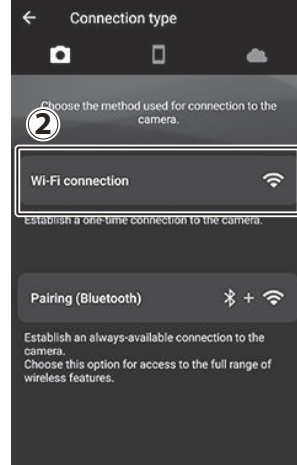 Connection type
Choose the method used for connection to the
camera.
2
Wi-Fi connection
Establish a one-time connection to the camera.
Pairing (Bluetooth)
+
Establish an always-available connection to the
camera.
Choose this option for access to the full range of
wireless features.